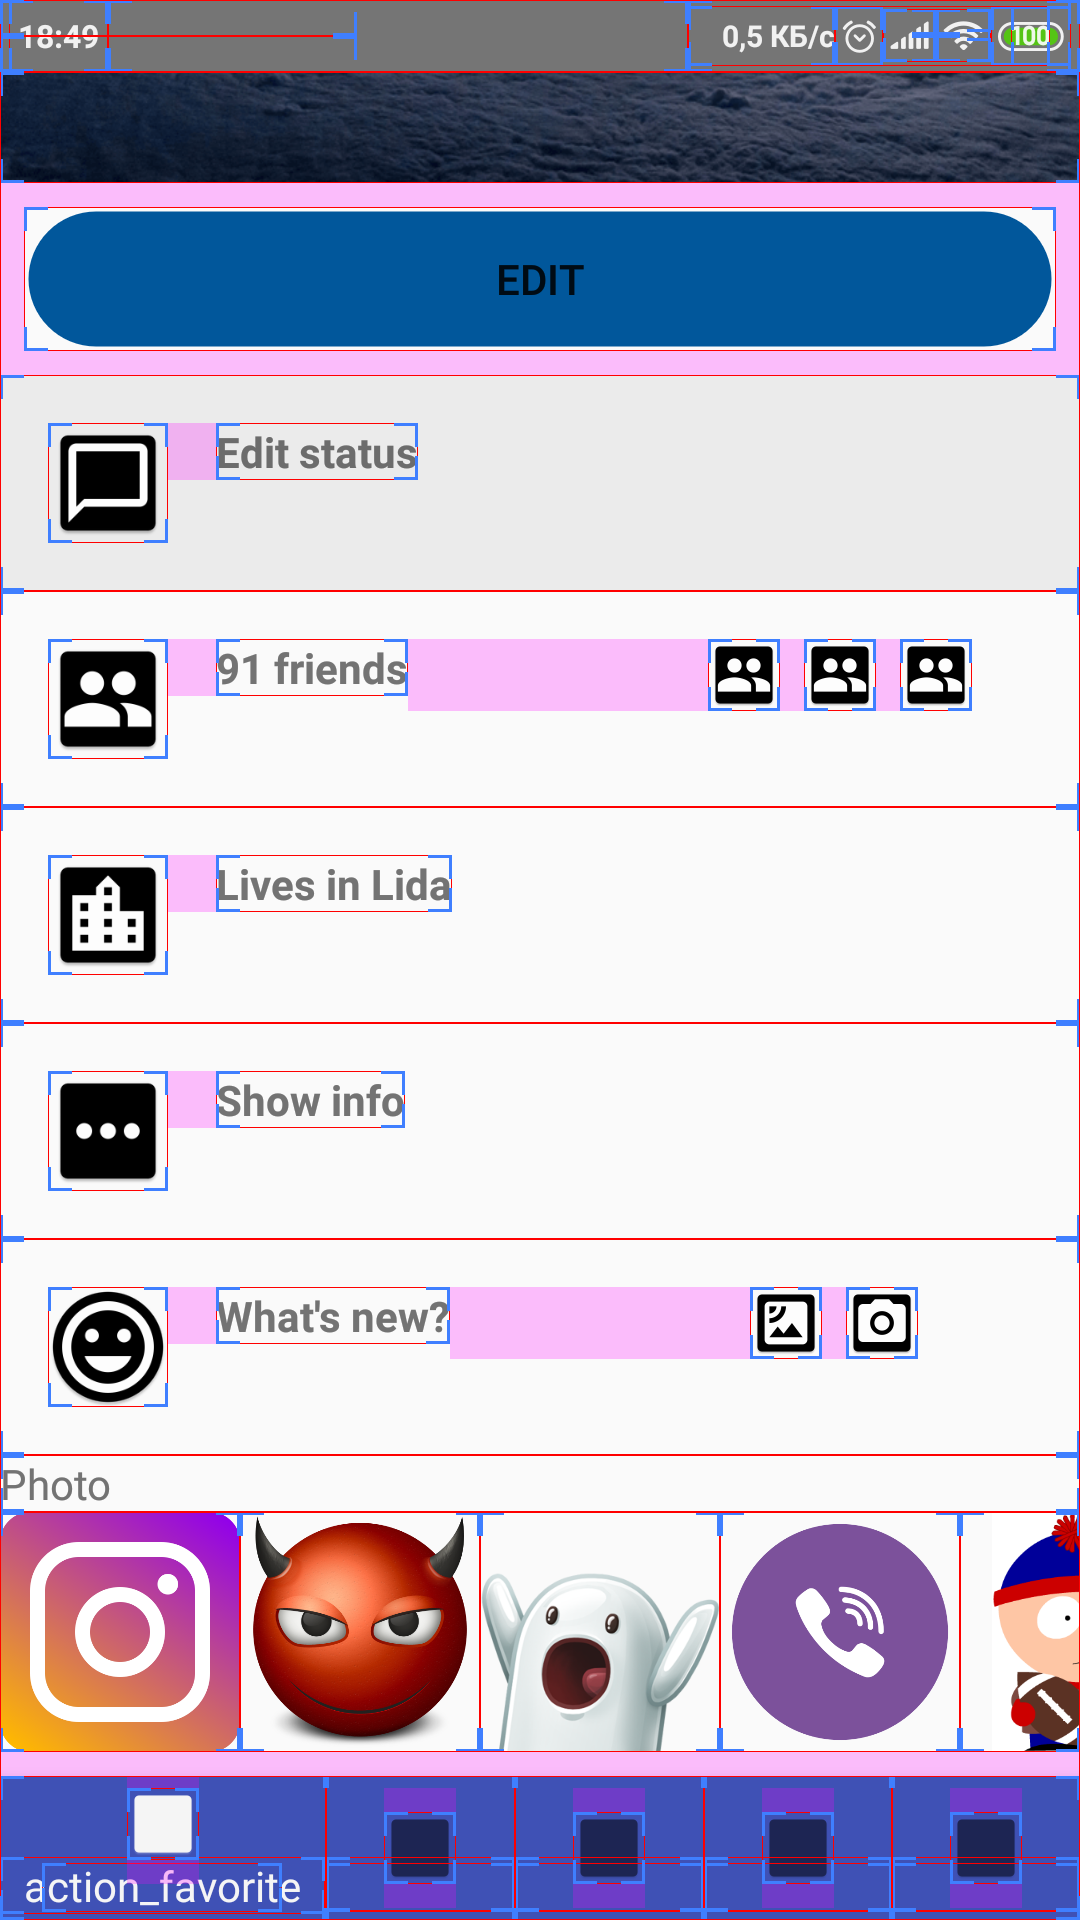 18:49 0,5 КБ/с 100
EDIT
Edit status
91 friends
Lives in Lida
Show info
What's new?
Photo
action_favorite